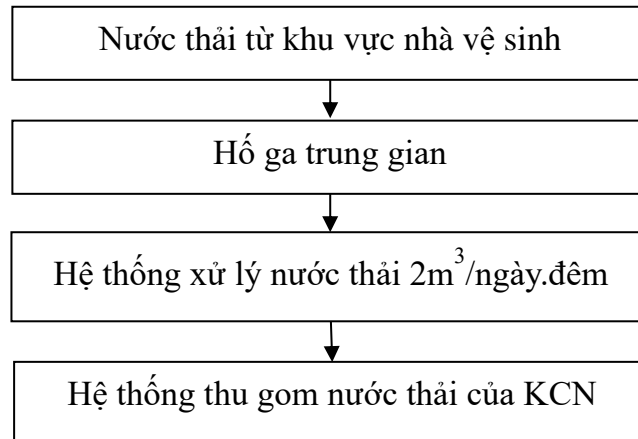 Nước thải từ khu vực nhà vệ sinh
Hố ga trung gian
Hệ thống xử lý nước thải 2m³/ngày.đêm
Hệ thống thu gom nước thải của KCN